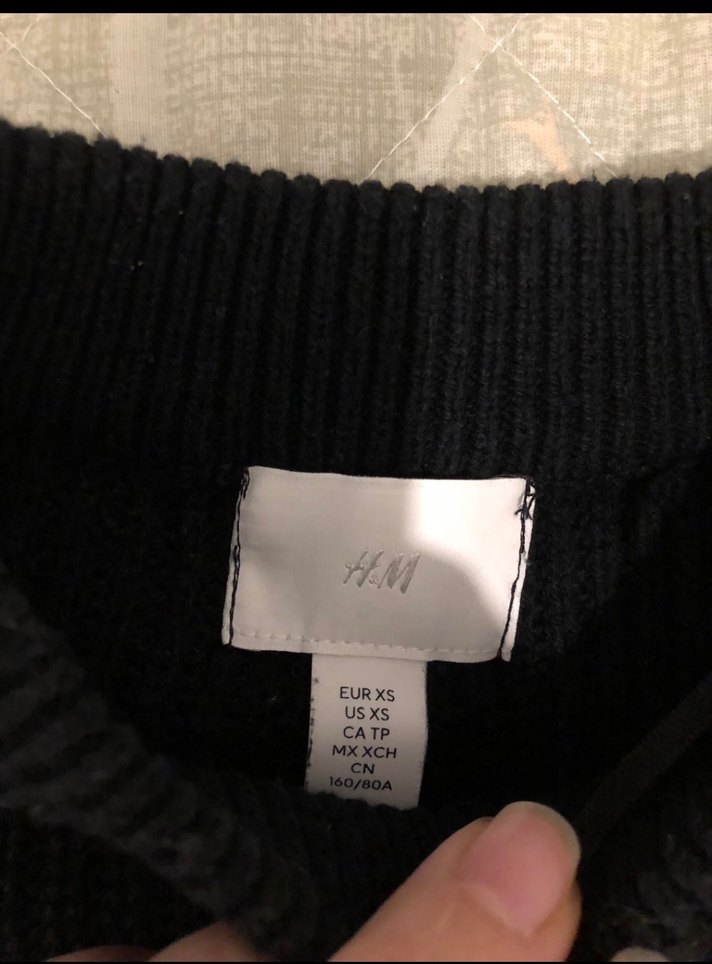 H&M
EUR XS
US XS
CA TP
MX XCH
CN
160/80A